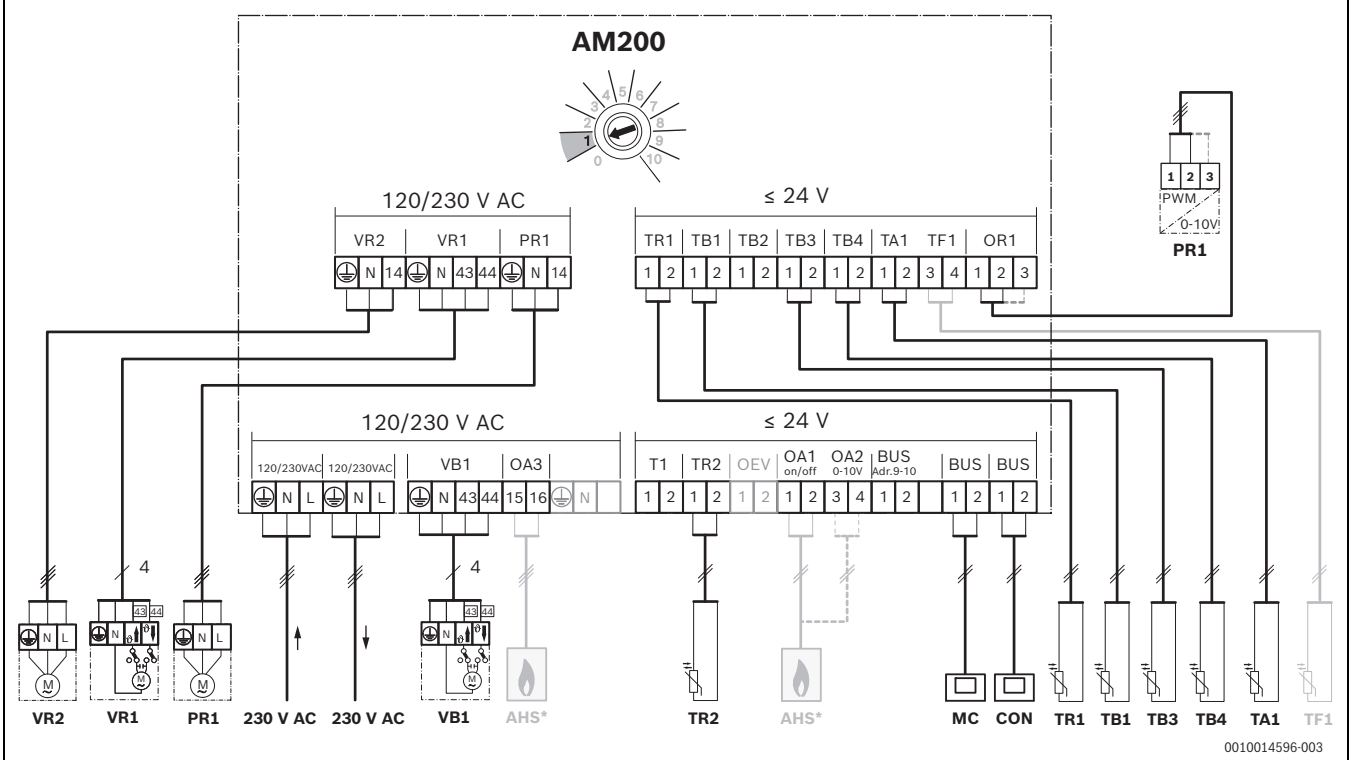 AM200
0 1 2 3 4 5 6 7 8 9 10
120/230 V AC
≤ 24 V
VR2 VR1 PR1
TR1 TB1 TB2 TB3 TB4 TA1 TF1 OR1
N 14 N 43 44 N 14
1 2 1 2 1 2 1 2 1 2 1 2 3 4 1 2 3
1 2 3
PWM
0-10V
PR1
120/230 V AC
≤ 24 V
120/230VAC 120/230VAC VB1 OA3
T1 TR2 OEV OA1 OA2 BUS BUS BUS
on/off 0-10V Adr.9-10
N L N L N 43 44 15 16 N
1 2 1 2 1 2 1 2 3 4 1 2 1 2 1 2
4
4
43 44
43 44
N L
N
N L
N
M
M
M
M
VR2 VR1 PR1 230 V AC 230 V AC VB1 AHS* TR2 AHS* MC CON TR1 TB1 TB3 TB4 TA1 TF1
0010014596-003